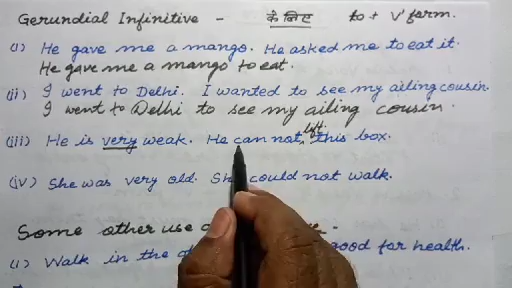 Gerundial Infinitive - के लिए to + V' form.
(i) He gave me a mango. He asked me to eat it.
He gave me a mango to eat.
(ii) I went to Delhi. I wanted to see my ailing cousin.
I went to Delhi to see my ailing cousin.
(iii) He is very weak. He can not lift this box.
(iv) She was very old. She could not walk.
Some other use
(i) Walk in the good for health.